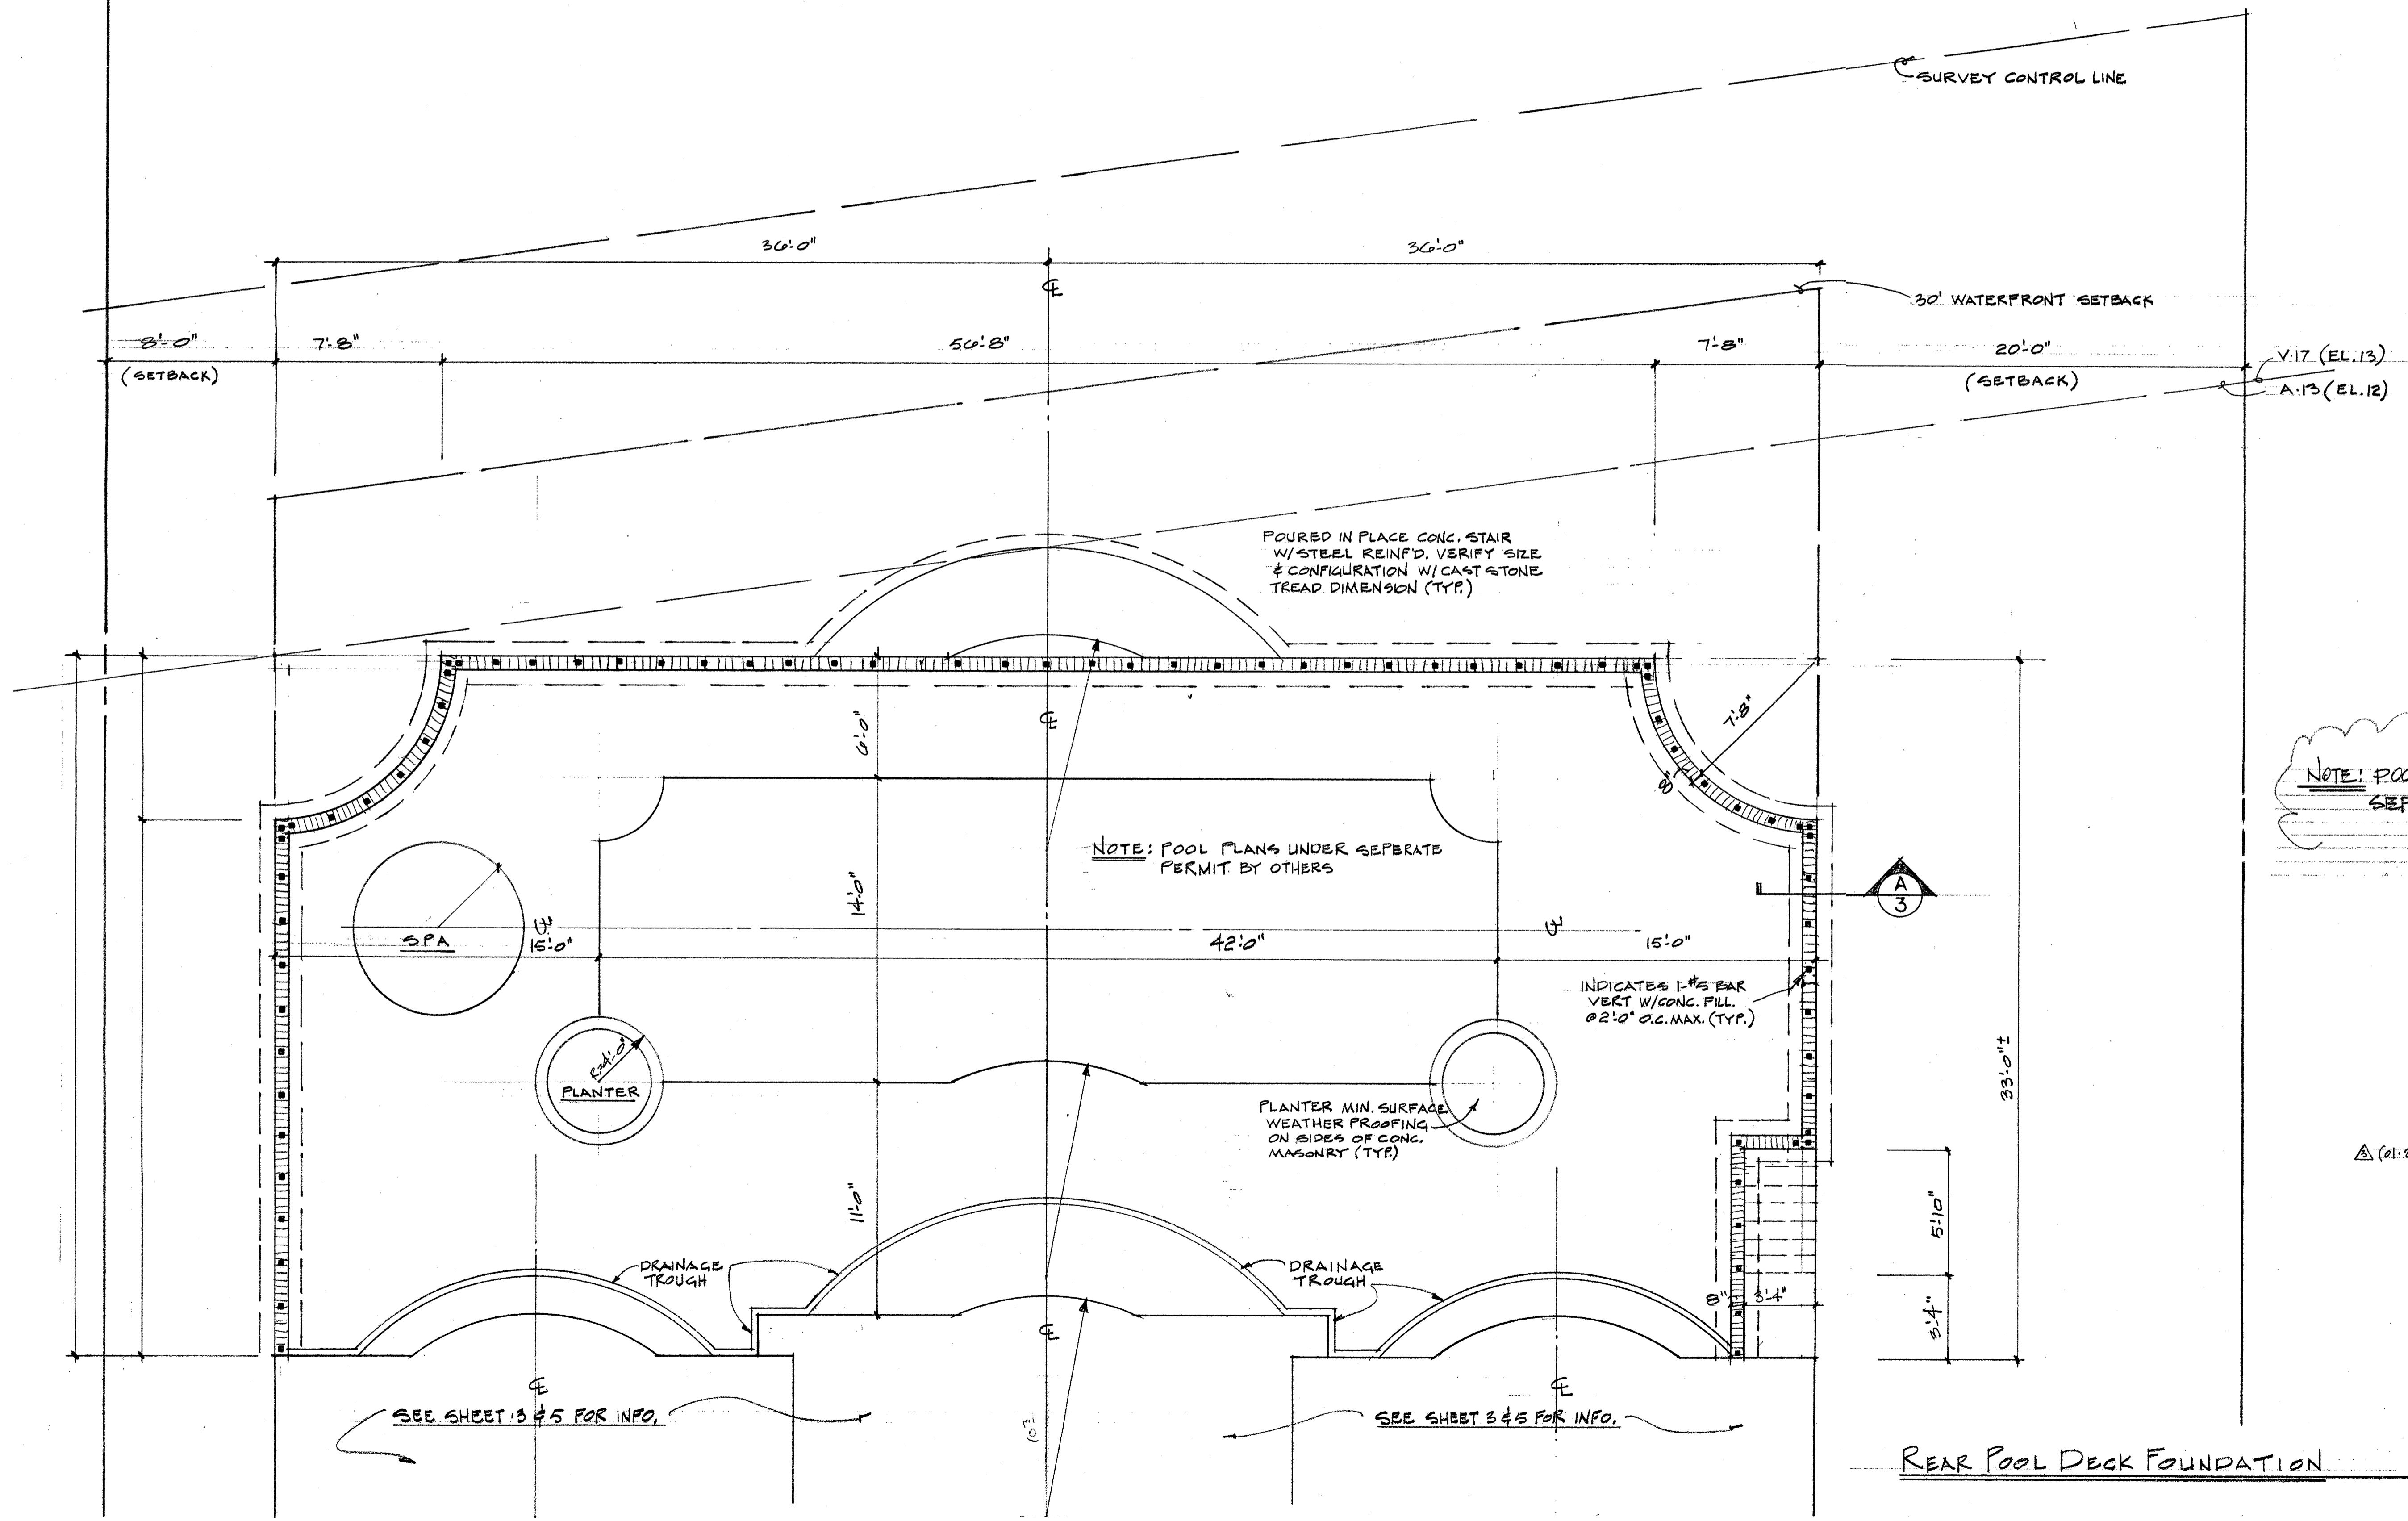 SURVEY CONTROL LINE
36'-0"
36'-0"
℄
30' WATERFRONT SETBACK
8'-0"
(SETBACK)
7'-8"
56'-8"
7'-8"
20'-0"
(SETBACK)
V.17 (EL.13)
A.13 (EL.12)
POURED IN PLACE CONC. STAIR
W/STEEL REINF'D. VERIFY SIZE
& CONFIGURATION W/CAST STONE
TREAD DIMENSION (TYP.)
6'-0"
℄
7'-8"
8"
NOTE: POOL PLANS UNDER SEPERATE
PERMIT BY OTHERS
NOTE:
A
3
14'-0"
SPA
℄
15'-0"
42'-0"
℄
15'-0"
INDICATES 1-#5 BAR
VERT W/CONC. FILL.
@2'-0" O.C. MAX. (TYP.)
R=4'-0"
PLANTER
PLANTER MIN. SURFACE
WEATHER PROOFING
ON SIDES OF CONC.
MASONRY (TYP.)
33'-0"±
3
11'-0"
5'-10"
DRAINAGE
TROUGH
DRAINAGE
TROUGH
8"
3'-4"
3'-4"
℄
℄
℄
SEE SHEET 3 & 5 FOR INFO.
SEE SHEET 3 & 5 FOR INFO.
REAR POOL DECK FOUNDATION